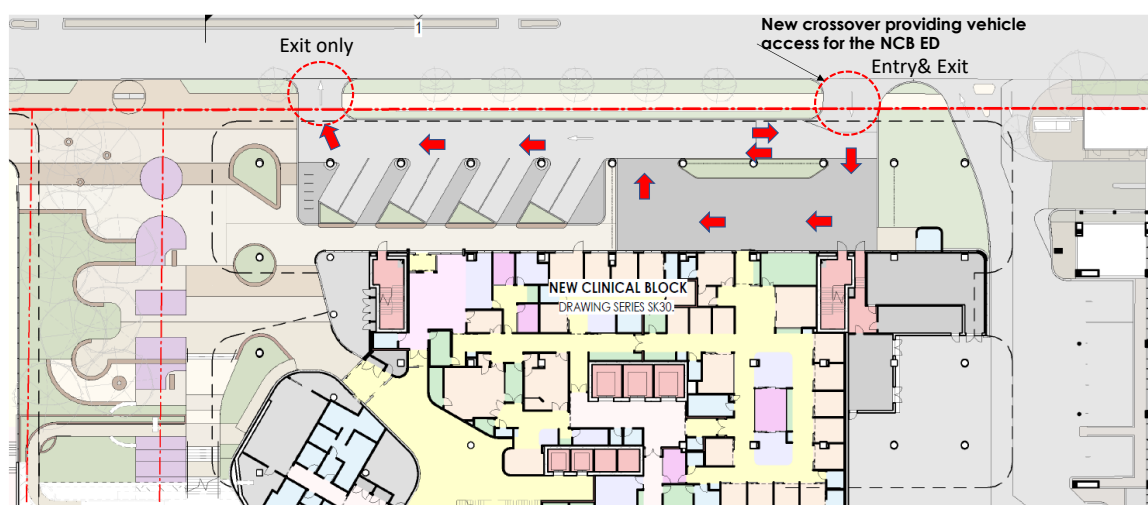 1
Exit only
New crossover providing vehicle
access for the NCB ED
Entry& Exit
NEW CLINICAL BLOCK
DRAWING SERIES SK30.